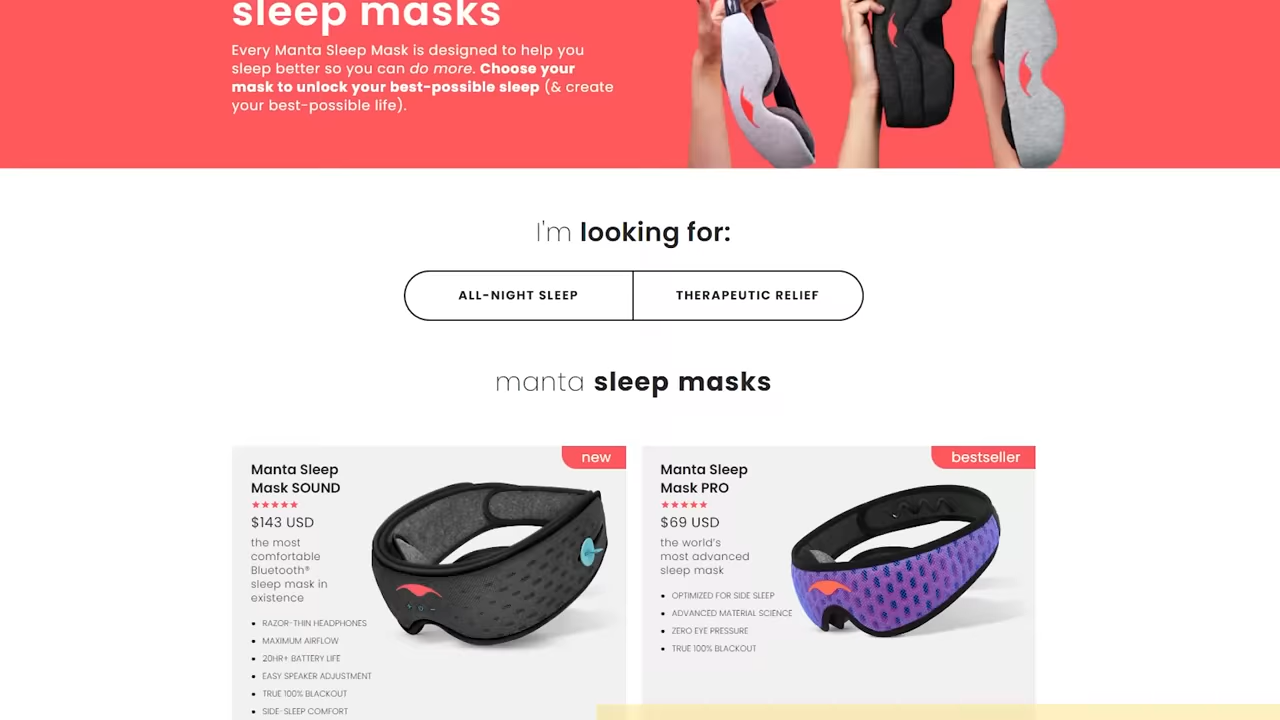 sleep masks
Every Manta Sleep Mask is designed to help you
sleep better so you can do more. Choose your
mask to unlock your best-possible sleep (& create
your best-possible life).
I'm looking for:
ALL-NIGHT SLEEP
THERAPEUTIC RELIEF
manta sleep masks
new
Manta Sleep
Mask SOUND
$143 USD
the most
comfortable
Bluetooth®
sleep mask in
existence
• RAZOR-THIN HEADPHONES
• MAXIMUM AIRFLOW
• 20HR+ BATTERY LIFE
• EASY SPEAKER ADJUSTMENT
• TRUE 100% BLACKOUT
• SIDE-SLEEP COMFORT
bestseller
Manta Sleep
Mask PRO
$69 USD
the world's
most advanced
sleep mask
• OPTIMIZED FOR SIDE SLEEP
• ADVANCED MATERIAL SCIENCE
• ZERO EYE PRESSURE
• TRUE 100% BLACKOUT